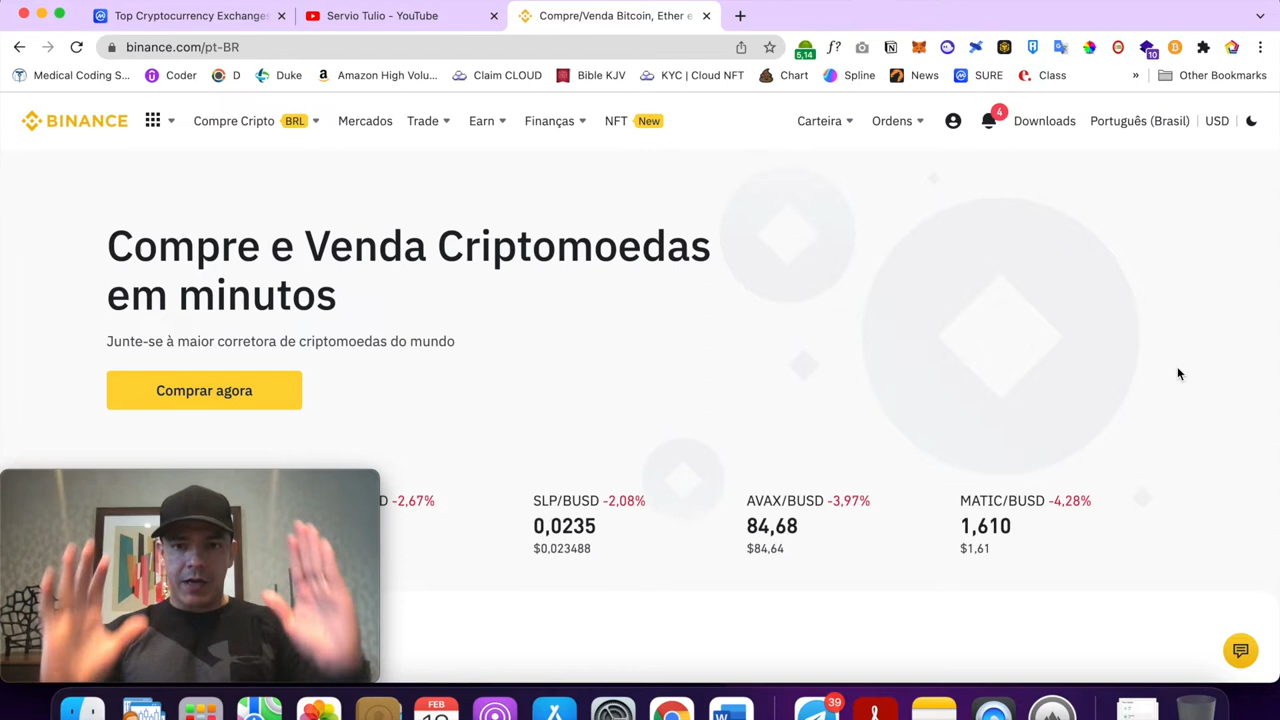 Top Cryptocurrency Exchanges
Servio Tulio - YouTube
Compre/Venda Bitcoin, Ether e
binance.com/pt-BR
f?
5,14
10
Medical Coding S...
Coder
D
Duke
Amazon High Volu...
Claim CLOUD
Bible KJV
KYC | Cloud NFT
Chart
Spline
News
SURE
Class
»
Other Bookmarks
BINANCE
Compre Cripto BRL
Mercados
Trade
Earn
Finanças
NFT New
Carteira
Ordens
4
Downloads
Português (Brasil)
USD
Compre e Venda Criptomoedas
em minutos
Junte-se à maior corretora de criptomoedas do mundo
Comprar agora
D -2,67%
SLP/BUSD -2,08%
0,0235
$0,023488
AVAX/BUSD -3,97%
84,68
$84,64
MATIC/BUSD -4,28%
1,610
$1,61
FEB
39